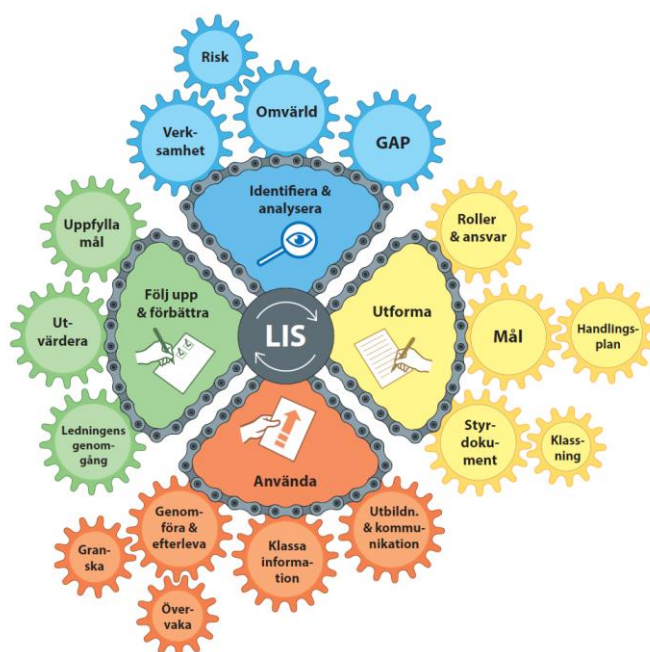 Risk
Omvärld
Verk-
samhet
GAP
Identifiera &
analysera
Uppfylla
mål
Roller
& ansvar
Följ upp
& förbättra
LIS
Utforma
Ut-
värdera
Mål
Handlings-
plan
Ledningens
genom-
gång
Styr-
doku-
ment
Klass-
ning
Använda
Genom-
föra &
efterleva
Utbildn.
& kommu-
nikation
Gran-
ska
Klassa
informa-
tion
Över-
vaka